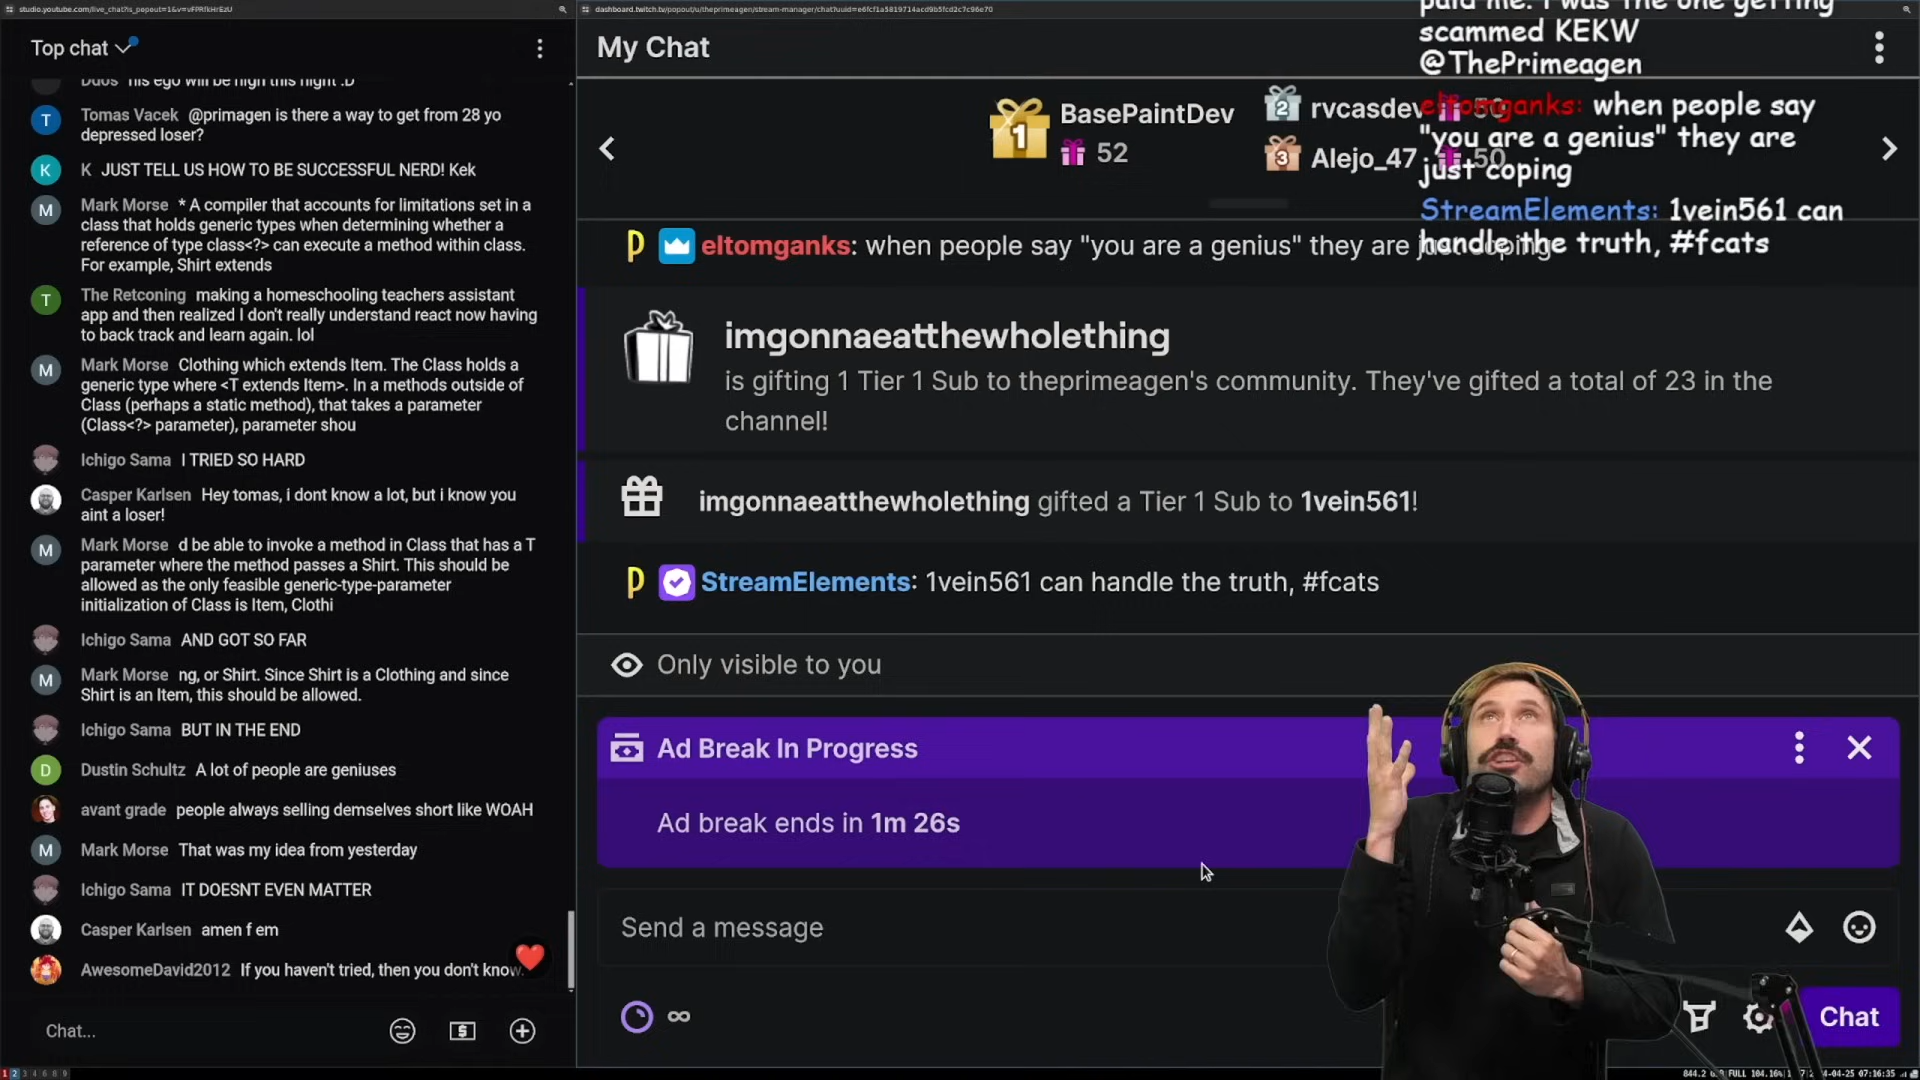 studio.youtube.com/live_chat?is_popout=1&v=vFPRfkHrEzU
Top chat
his ego will be high this night :D
Tomas Vacek @primagen is there a way to get from 28 yo
depressed loser?
K JUST TELL US HOW TO BE SUCCESSFUL NERD! Kek
Mark Morse * A compiler that accounts for limitations set in a
class that holds generic types when determining whether a
reference of type class<?> can execute a method within class.
For example, Shirt extends
The Retconing making a homeschooling teachers assistant
app and then realized I don't really understand react now having
to back track and learn again. lol
Mark Morse Clothing which extends Item. The Class holds a
generic type where <T extends Item>. In a methods outside of
Class (perhaps a static method), that takes a parameter
(Class<?> parameter), parameter shou
Ichigo Sama I TRIED SO HARD
Casper Karlsen Hey tomas, i dont know a lot, but i know you
aint a loser!
Mark Morse d be able to invoke a method in Class that has a T
parameter where the method passes a Shirt. This should be
allowed as the only feasible generic-type-parameter
initialization of Class is Item, Clothi
Ichigo Sama AND GOT SO FAR
Mark Morse ng, or Shirt. Since Shirt is a Clothing and since
Shirt is an Item, this should be allowed.
Ichigo Sama BUT IN THE END
Dustin Schultz A lot of people are geniuses
avant grade people always selling demselves short like WOAH
Mark Morse That was my idea from yesterday
Ichigo Sama IT DOESNT EVEN MATTER
Casper Karlsen amen f em
AwesomeDavid2012 If you haven't tried, then you don't know.
Chat...
My Chat
1 BasePaintDev
52
2 rvcasdev
3 Alejo_47 50
paid me. I was the one getting
scammed KEKW
@ThePrimeagen
eltomganks: when people say
"you are a genius" they are
just coping
StreamElements: 1vein561 can
handle the truth, #fcats
eltomganks: when people say "you are a genius" they are just coping
imgonnaeatthewholething
is gifting 1 Tier 1 Sub to theprimeagen's community. They've gifted a total of 23 in the
channel!
imgonnaeatthewholething gifted a Tier 1 Sub to 1vein561!
StreamElements: 1vein561 can handle the truth, #fcats
Only visible to you
Ad Break In Progress
Ad break ends in 1m 26s
Send a message
∞
Chat
1 2 3 4 5 6 8 9